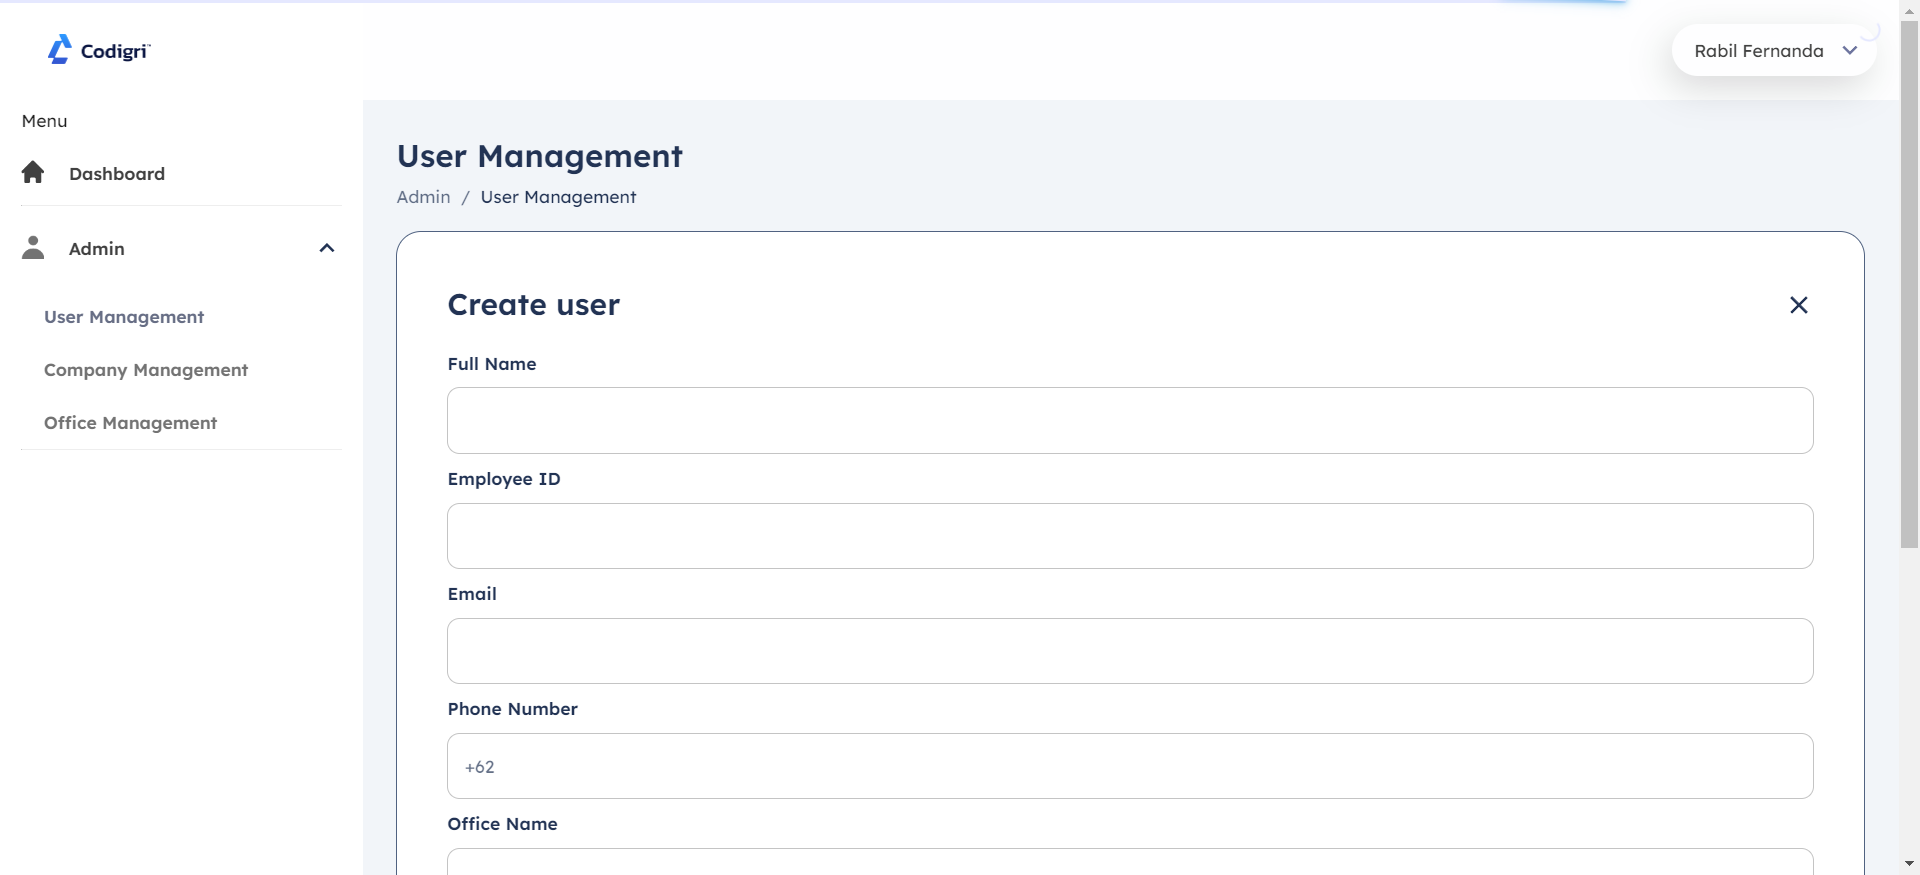 Codigri™
Rabil Fernanda
Menu
Dashboard
Admin
User Management
Company Management
Office Management
User Management
Admin / User Management
Create user
Full Name
Employee ID
Email
Phone Number
+62
Office Name